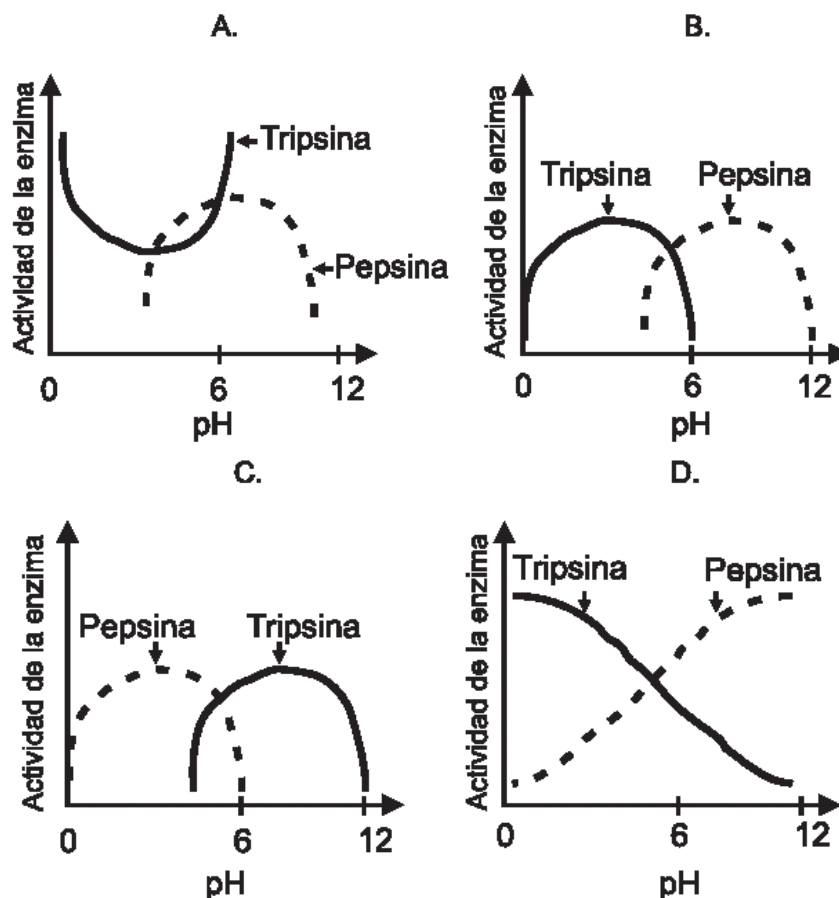 A.
Actividad de la enzima
Tripsina
Pepsina
0 6 12
pH
B.
Actividad de la enzima
Tripsina Pepsina
0 6 12
pH
C.
Actividad de la enzima
Pepsina Tripsina
0 6 12
pH
D.
Actividad de la enzima
Tripsina Pepsina
0 6 12
pH